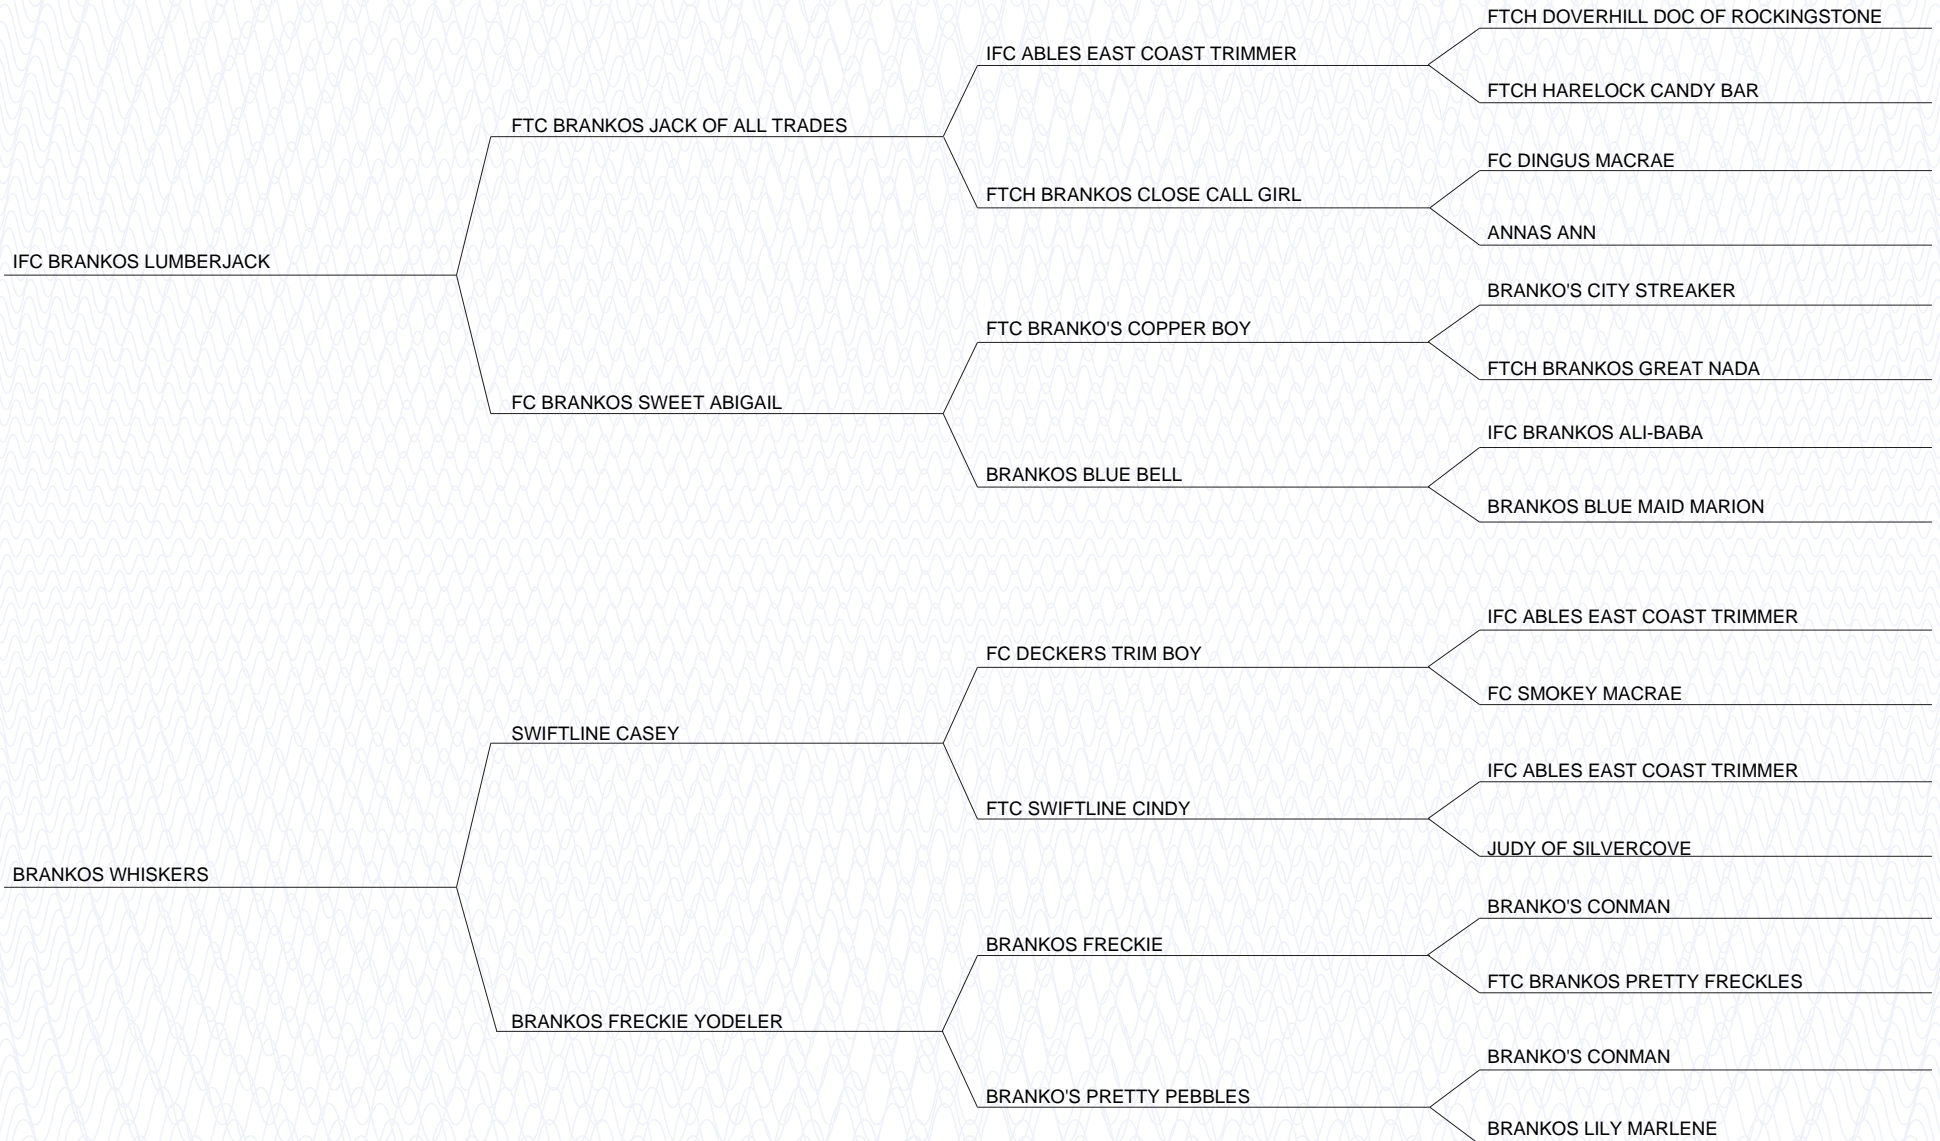 FTCH DOVERHILL DOC OF ROCKINGSTONE
IFC ABLES EAST COAST TRIMMER
FTCH HARELOCK CANDY BAR
FTC BRANKOS JACK OF ALL TRADES
FC DINGUS MACRAE
FTCH BRANKOS CLOSE CALL GIRL
ANNAS ANN
IFC BRANKOS LUMBERJACK
BRANKO'S CITY STREAKER
FTC BRANKO'S COPPER BOY
FTCH BRANKOS GREAT NADA
FC BRANKOS SWEET ABIGAIL
IFC BRANKOS ALI-BABA
BRANKOS BLUE BELL
BRANKOS BLUE MAID MARION
IFC ABLES EAST COAST TRIMMER
FC DECKERS TRIM BOY
FC SMOKEY MACRAE
SWIFTLINE CASEY
IFC ABLES EAST COAST TRIMMER
FTC SWIFTLINE CINDY
JUDY OF SILVERCOVE
BRANKOS WHISKERS
BRANKO'S CONMAN
BRANKOS FRECKIE
FTC BRANKOS PRETTY FRECKLES
BRANKOS FRECKIE YODELER
BRANKO'S CONMAN
BRANKO'S PRETTY PEBBLES
BRANKOS LILY MARLENE